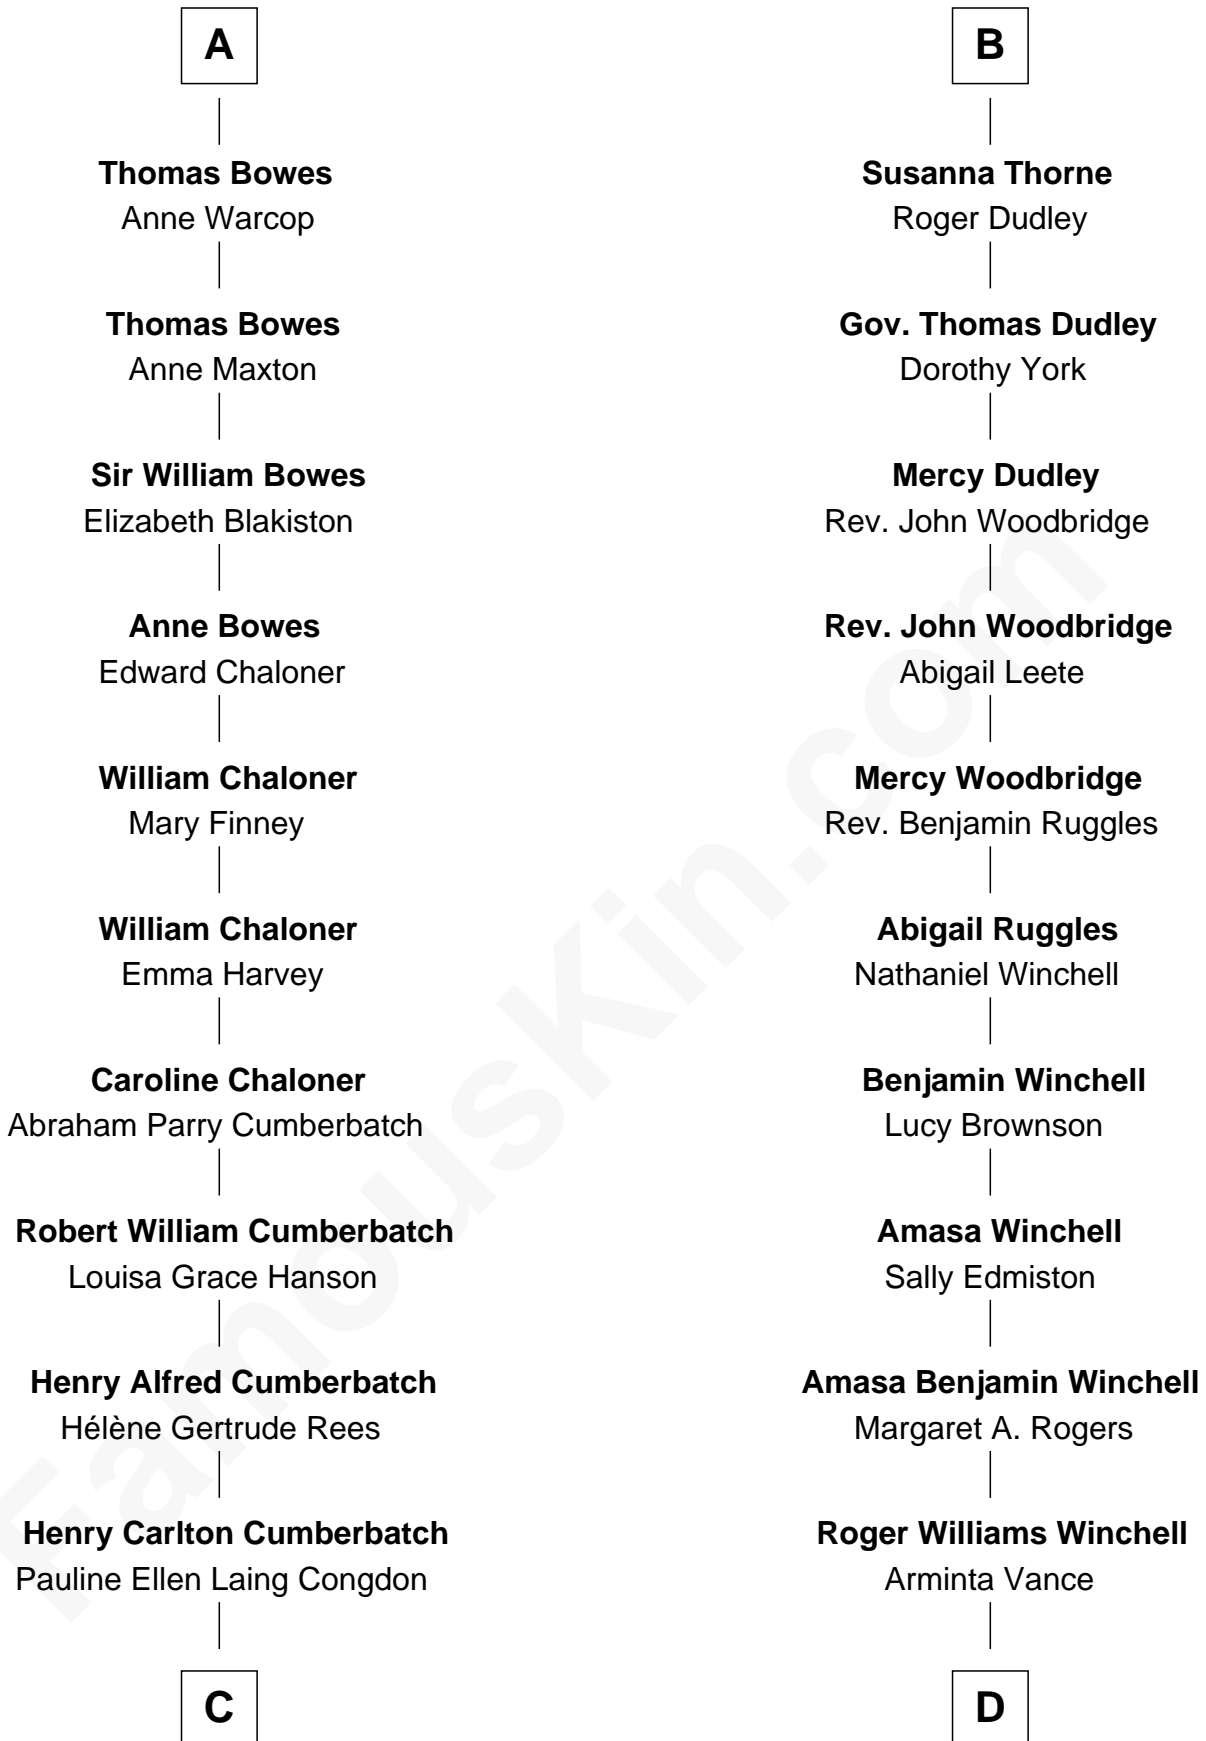 A
Thomas Bowes
Anne Warcop
Thomas Bowes
Anne Maxton
Sir William Bowes
Elizabeth Blakiston
Anne Bowes
Edward Chaloner
William Chaloner
Mary Finney
William Chaloner
Emma Harvey
Caroline Chaloner
Abraham Parry Cumberbatch
Robert William Cumberbatch
Louisa Grace Hanson
Henry Alfred Cumberbatch
Hélène Gertrude Rees
Henry Carlton Cumberbatch
Pauline Ellen Laing Congdon
C
B
Susanna Thorne
Roger Dudley
Gov. Thomas Dudley
Dorothy York
Mercy Dudley
Rev. John Woodbridge
Rev. John Woodbridge
Abigail Leete
Mercy Woodbridge
Rev. Benjamin Ruggles
Abigail Ruggles
Nathaniel Winchell
Benjamin Winchell
Lucy Brownson
Amasa Winchell
Sally Edmiston
Amasa Benjamin Winchell
Margaret A. Rogers
Roger Williams Winchell
Arminta Vance
D
FamousKin.com